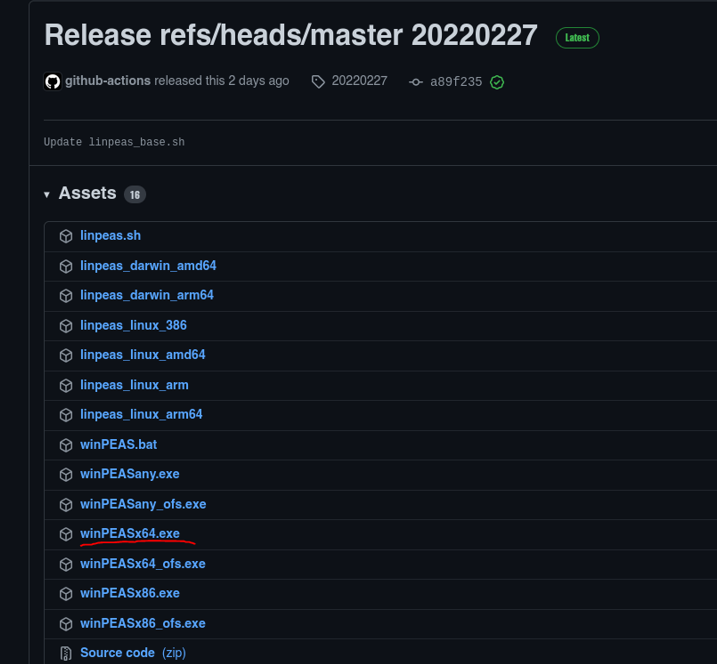 Release refs/heads/master 20220227 Latest
github-actions released this 2 days ago 20220227 a89f235
Update linpeas_base.sh
Assets 16
linpeas.sh
linpeas_darwin_amd64
linpeas_darwin_arm64
linpeas_linux_386
linpeas_linux_amd64
linpeas_linux_arm
linpeas_linux_arm64
winPEAS.bat
winPEASany.exe
winPEASany_ofs.exe
winPEASx64.exe
winPEASx64_ofs.exe
winPEASx86.exe
winPEASx86_ofs.exe
Source code (zip)